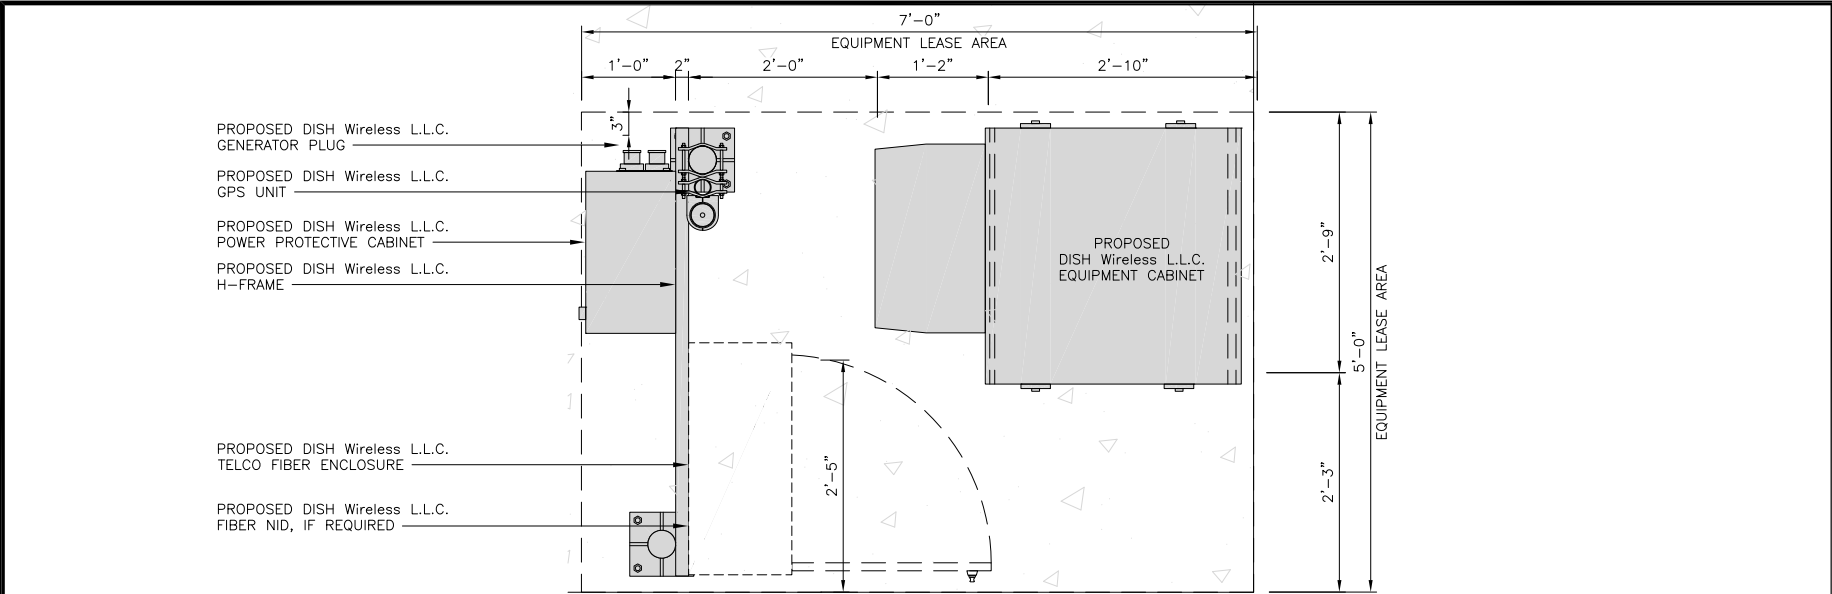 7'-0"
EQUIPMENT LEASE AREA
1'-0" 2" 2'-0" 1'-2" 2'-10"
3"
PROPOSED DISH Wireless L.L.C.
GENERATOR PLUG
PROPOSED DISH Wireless L.L.C.
GPS UNIT
PROPOSED DISH Wireless L.L.C.
POWER PROTECTIVE CABINET
PROPOSED DISH Wireless L.L.C.
H-FRAME
PROPOSED
DISH Wireless L.L.C.
EQUIPMENT CABINET
2'-9"
5'-0"
EQUIPMENT LEASE AREA
PROPOSED DISH Wireless L.L.C.
TELCO FIBER ENCLOSURE
2'-5"
2'-3"
PROPOSED DISH Wireless L.L.C.
FIBER NID, IF REQUIRED